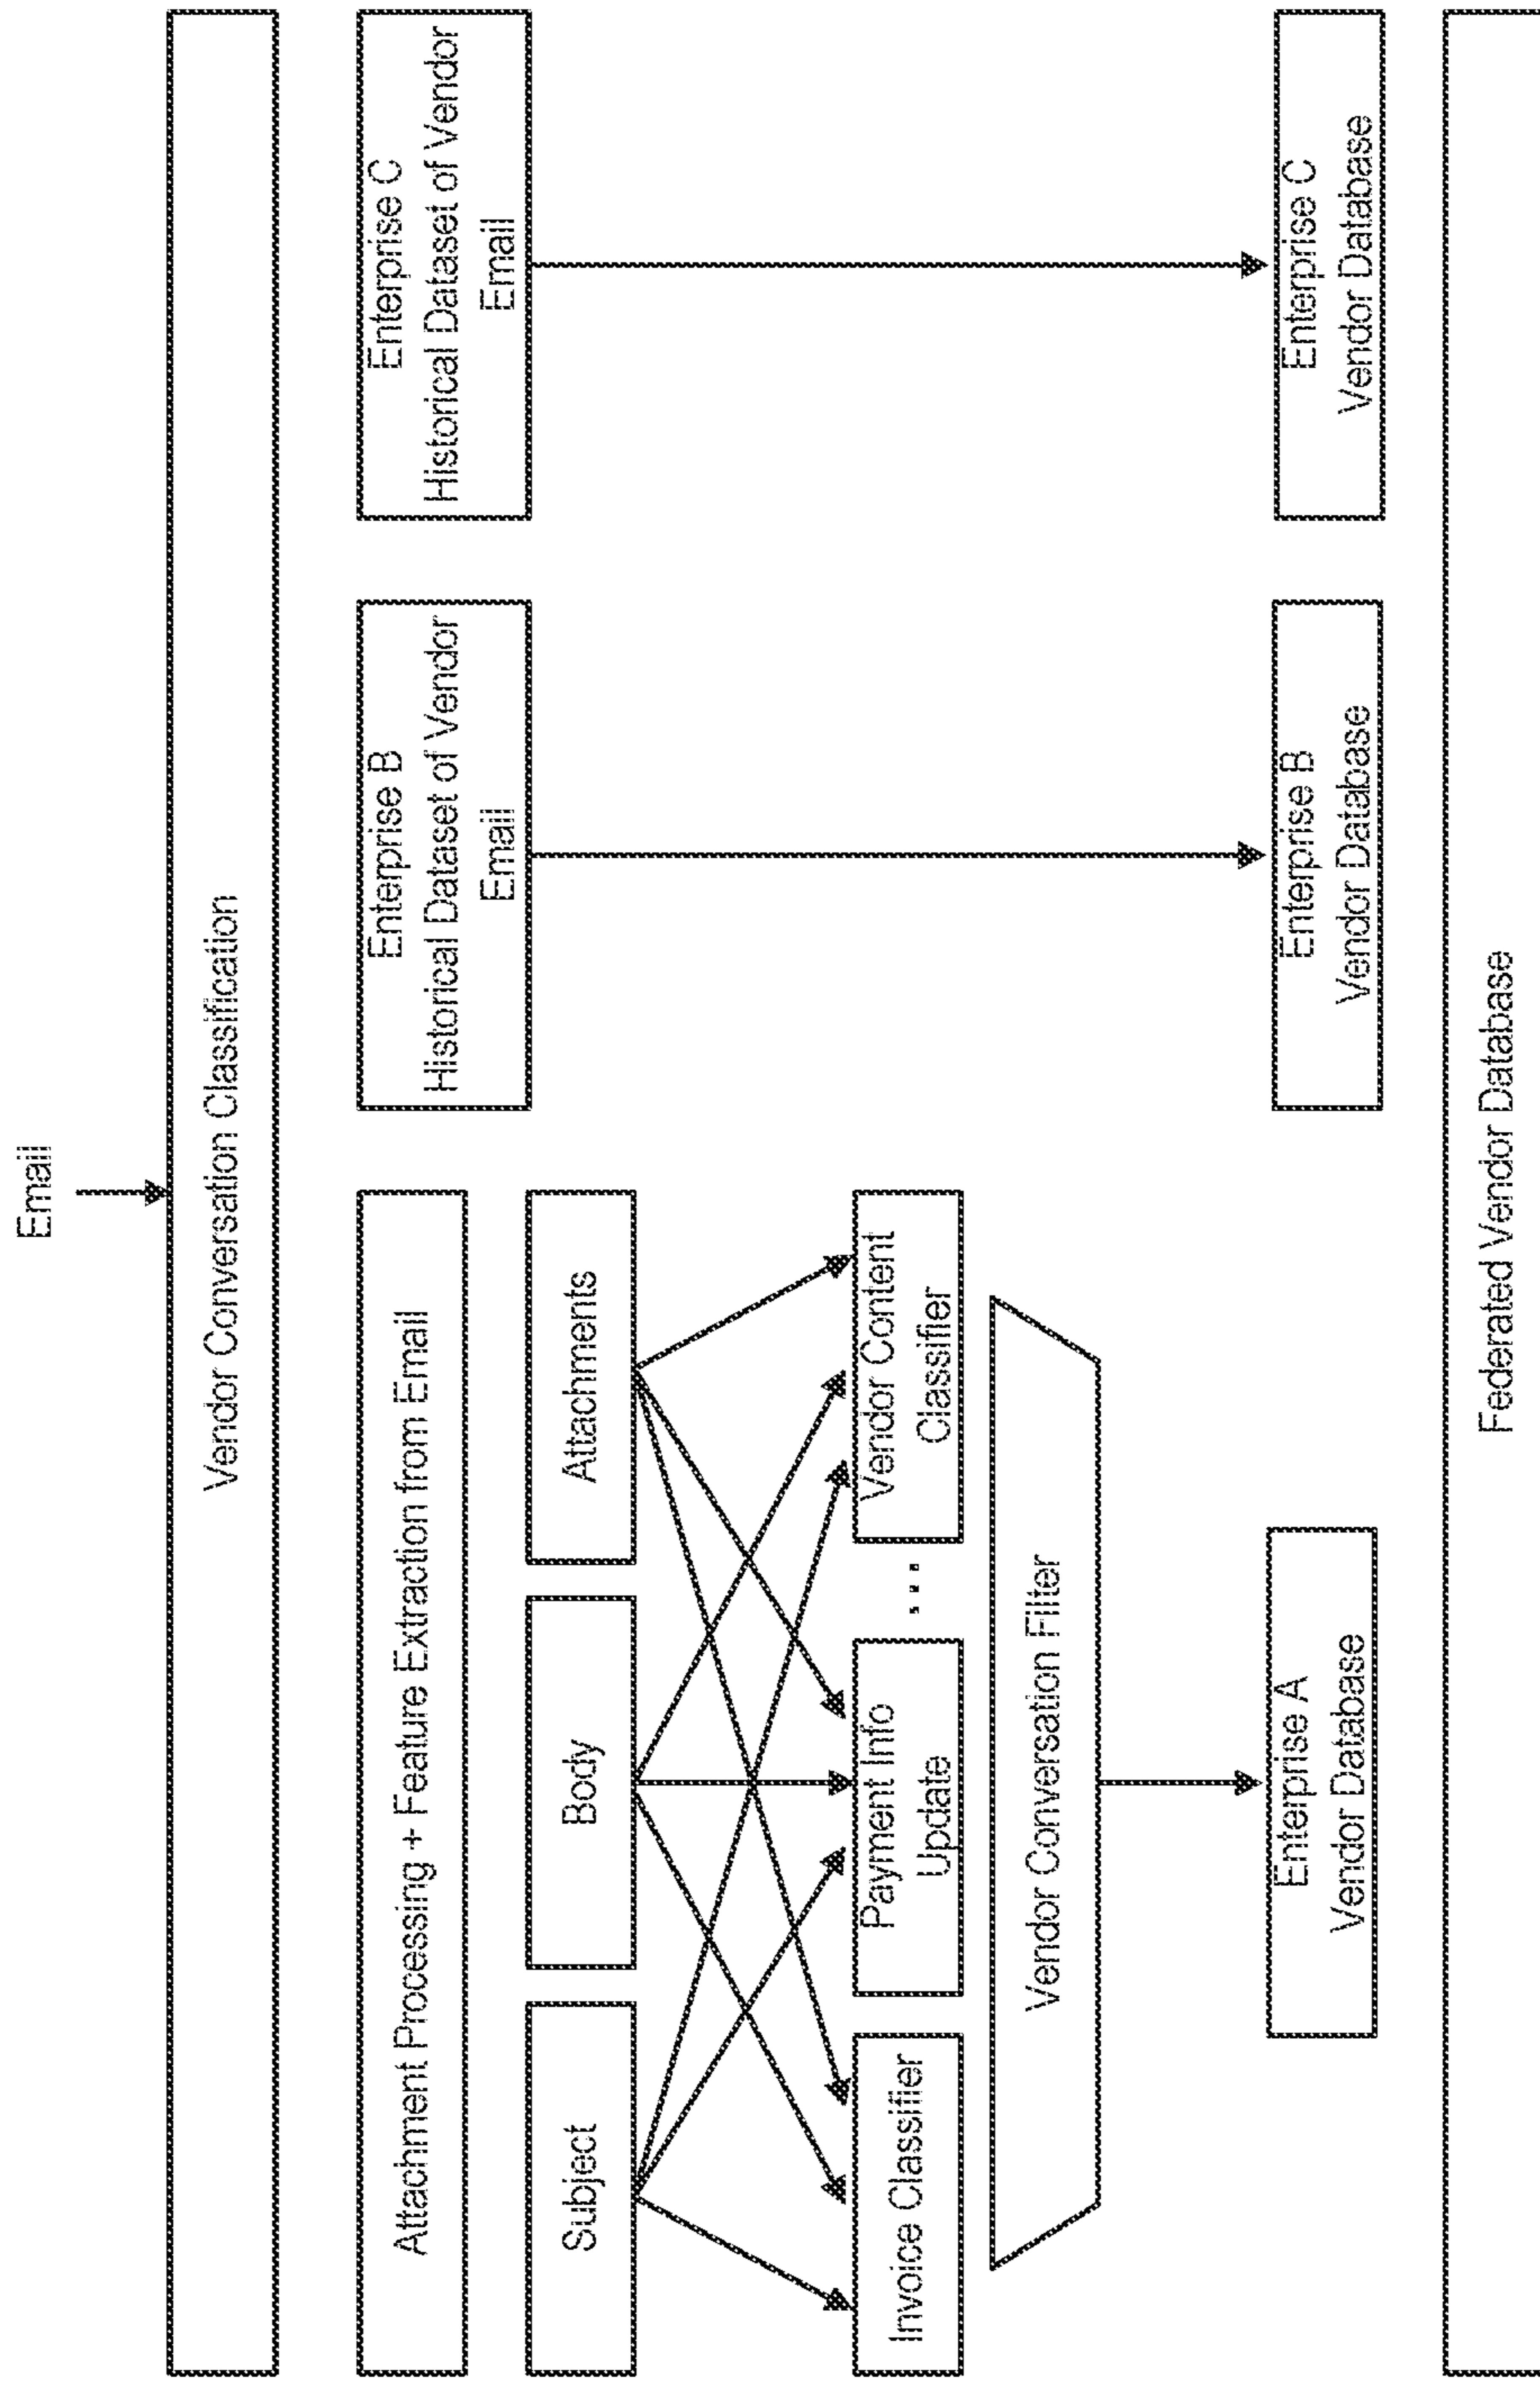 Email
Vendor Conversation Classification
Attachment Processing + Feature Extraction from Email
Subject
Body
Attachments
Invoice Classifier
Payment Info
Update
...
Vendor Content
Classifier
Vendor Conversation Filter
Enterprise A
Vendor Database
Enterprise B
Historical Dataset of Vendor
Email
Enterprise B
Vendor Database
Enterprise C
Historical Dataset of Vendor
Email
Enterprise C
Vendor Database
Federated Vendor Database